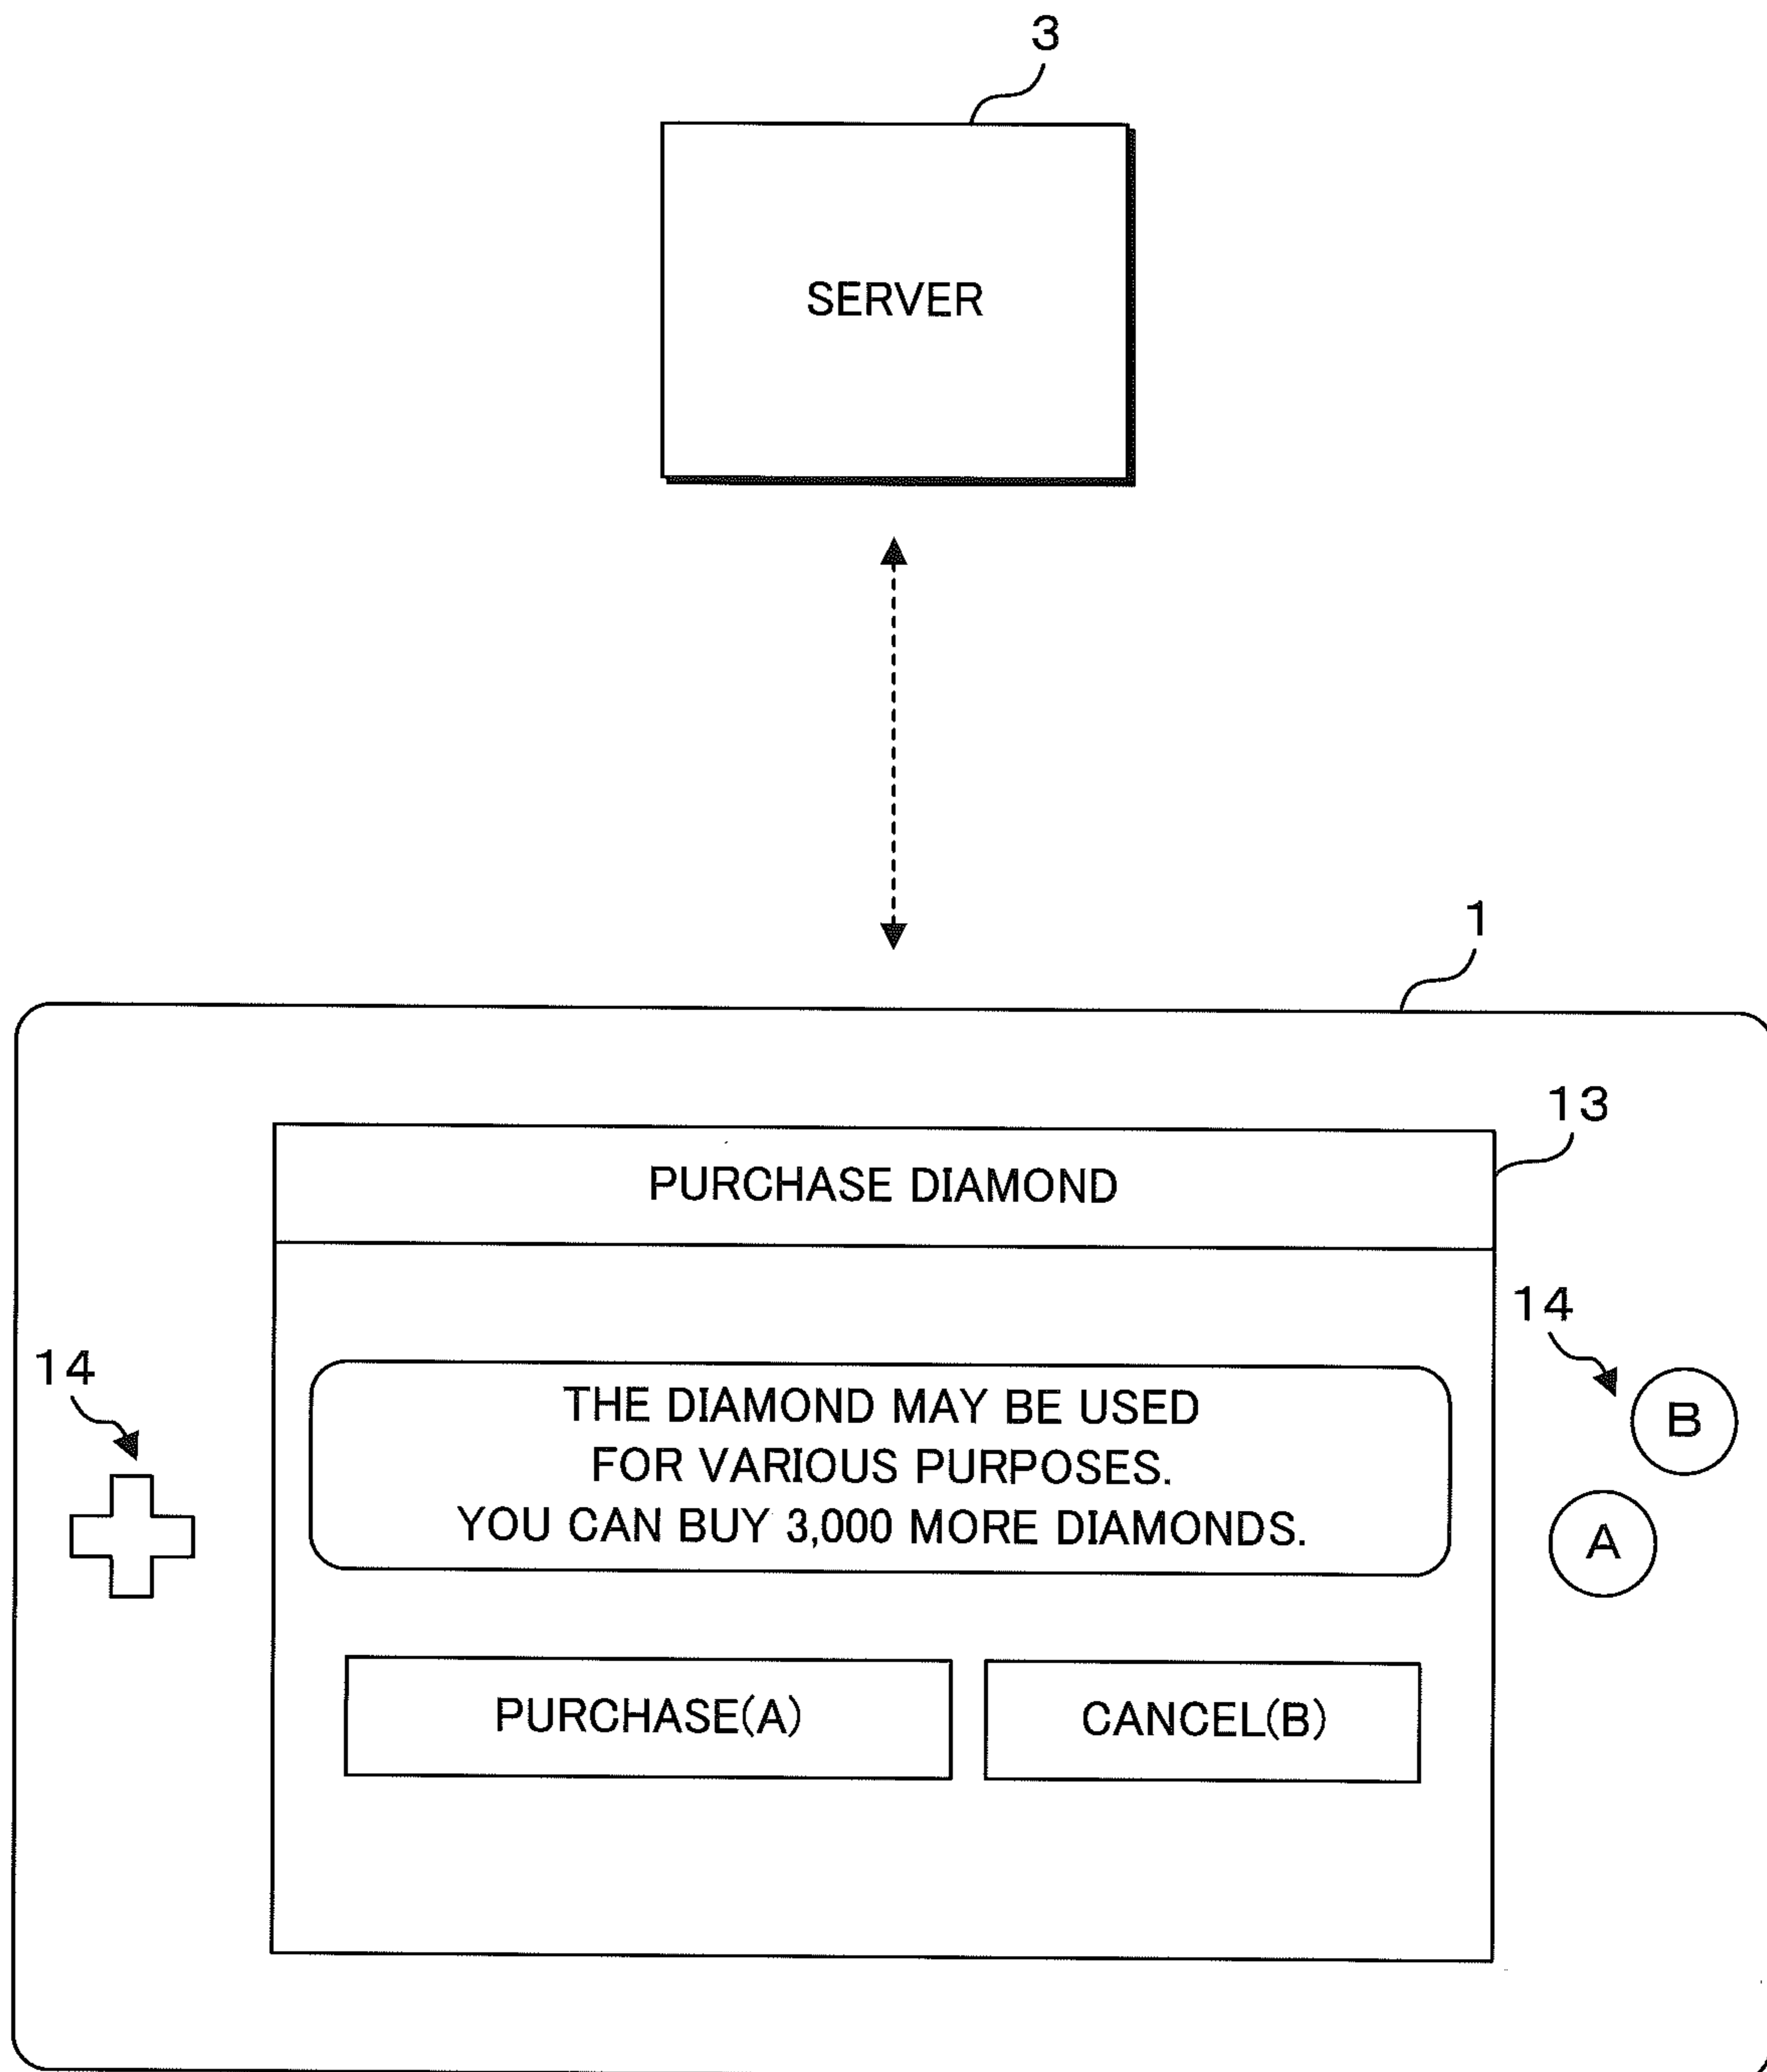 3
SERVER
1
13
PURCHASE DIAMOND
14
14
THE DIAMOND MAY BE USED
FOR VARIOUS PURPOSES.
YOU CAN BUY 3,000 MORE DIAMONDS.
B
A
PURCHASE(A)
CANCEL(B)